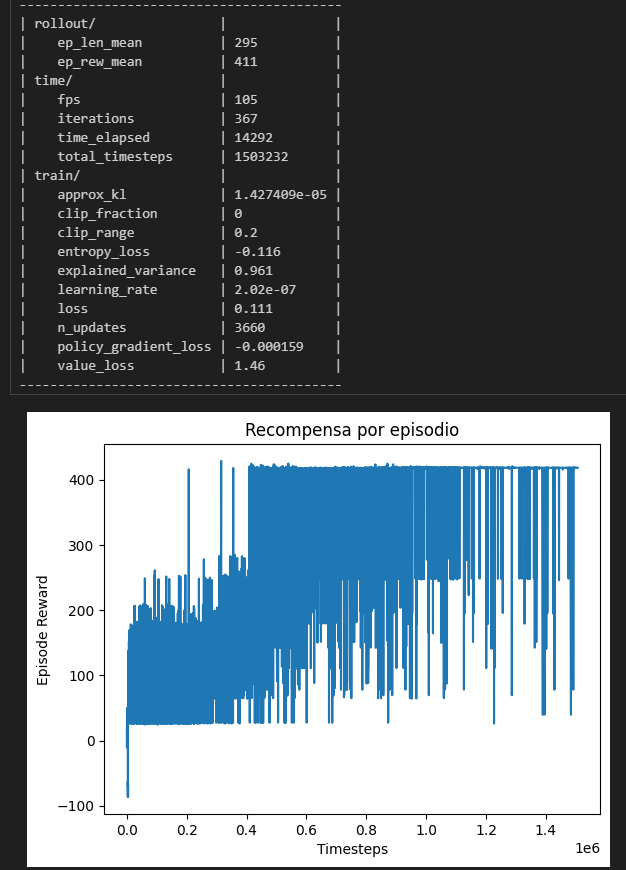 -----------------------------------------
| rollout/ | |
| ep_len_mean | 295 |
| ep_rew_mean | 411 |
| time/ | |
| fps | 105 |
| iterations | 367 |
| time_elapsed | 14292 |
| total_timesteps | 1503232 |
| train/ | |
| approx_kl | 1.427409e-05 |
| clip_fraction | 0 |
| clip_range | 0.2 |
| entropy_loss | -0.116 |
| explained_variance | 0.961 |
| learning_rate | 2.02e-07 |
| loss | 0.111 |
| n_updates | 3660 |
| policy_gradient_loss | -0.000159 |
| value_loss | 1.46 |
-----------------------------------------
Recompensa por episodio
400
300
200
100
0
−100
Episode Reward
0.0 0.2 0.4 0.6 0.8 1.0 1.2 1.4
1e6
Timesteps